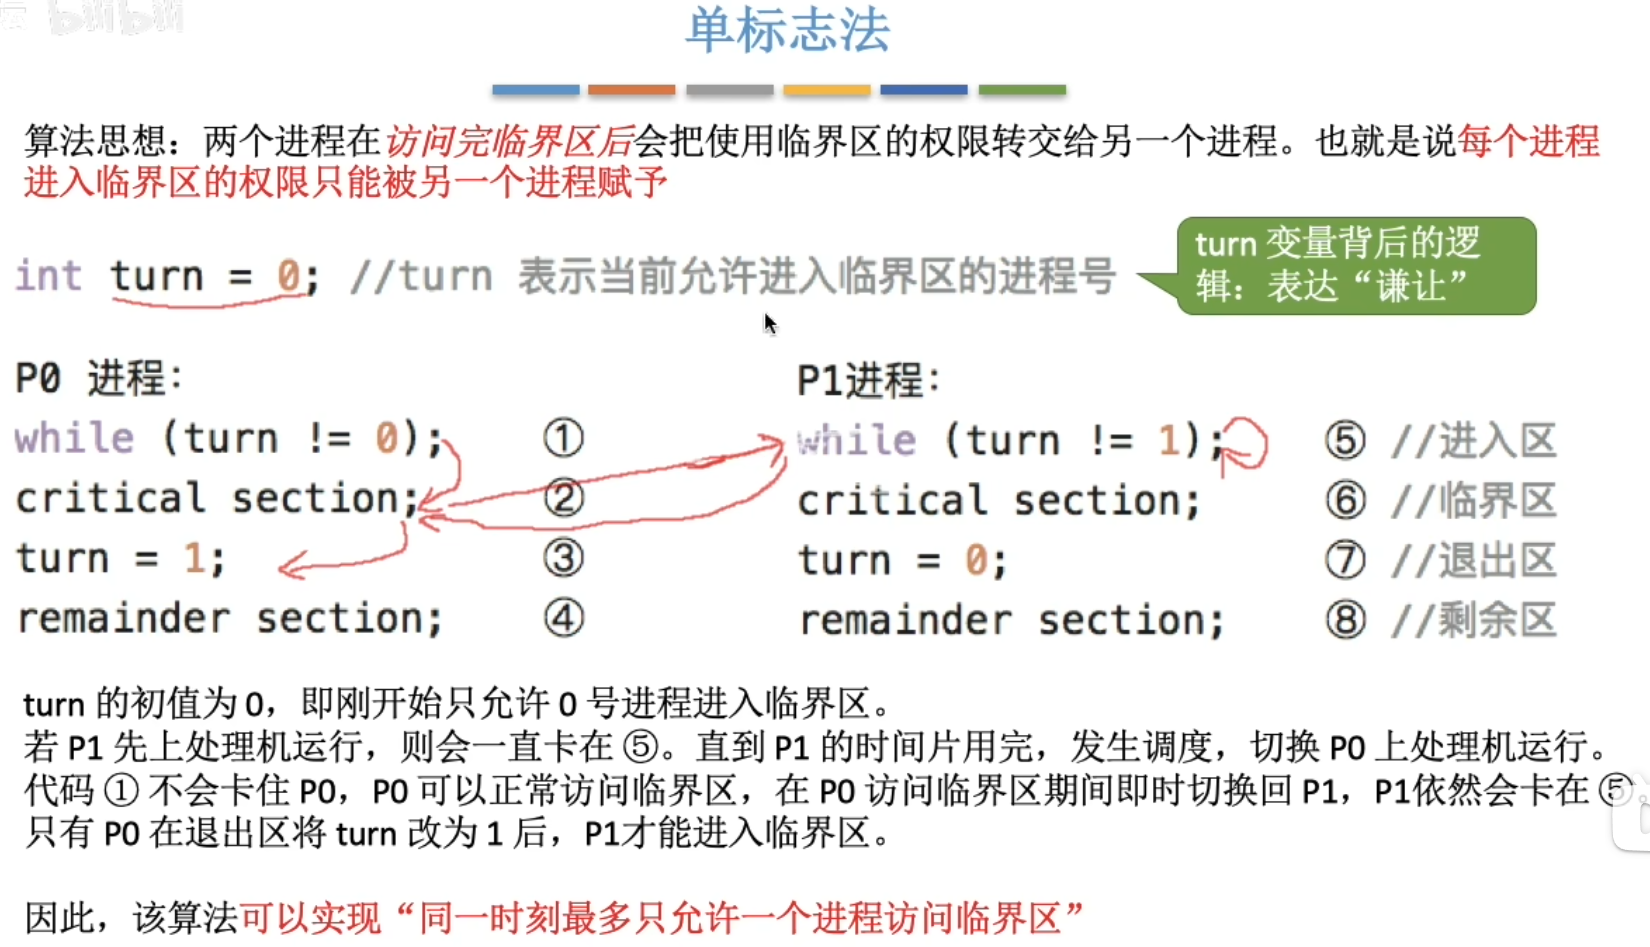 单标志法
算法思想：两个进程在访问完临界区后会把使用临界区的权限转交给另一个进程。也就是说每个进程
进入临界区的权限只能被另一个进程赋予
turn 变量背后的逻
辑：表达“谦让”
int turn = 0; //turn 表示当前允许进入临界区的进程号
P0 进程：
while (turn != 0); ①
critical section; ②
turn = 1; ③
remainder section; ④
P1进程：
while (turn != 1); ⑤ //进入区
critical section; ⑥ //临界区
turn = 0; ⑦ //退出区
remainder section; ⑧ //剩余区
turn 的初值为 0，即刚开始只允许 0 号进程进入临界区。
若 P1 先上处理机运行，则会一直卡在 ⑤。直到 P1 的时间片用完，发生调度，切换 P0 上处理机运行。
代码 ① 不会卡住 P0，P0 可以正常访问临界区，在 P0 访问临界区期间即时切换回 P1，P1依然会卡在 ⑤
只有 P0 在退出区将 turn 改为 1 后，P1才能进入临界区。
因此，该算法可以实现“同一时刻最多只允许一个进程访问临界区”